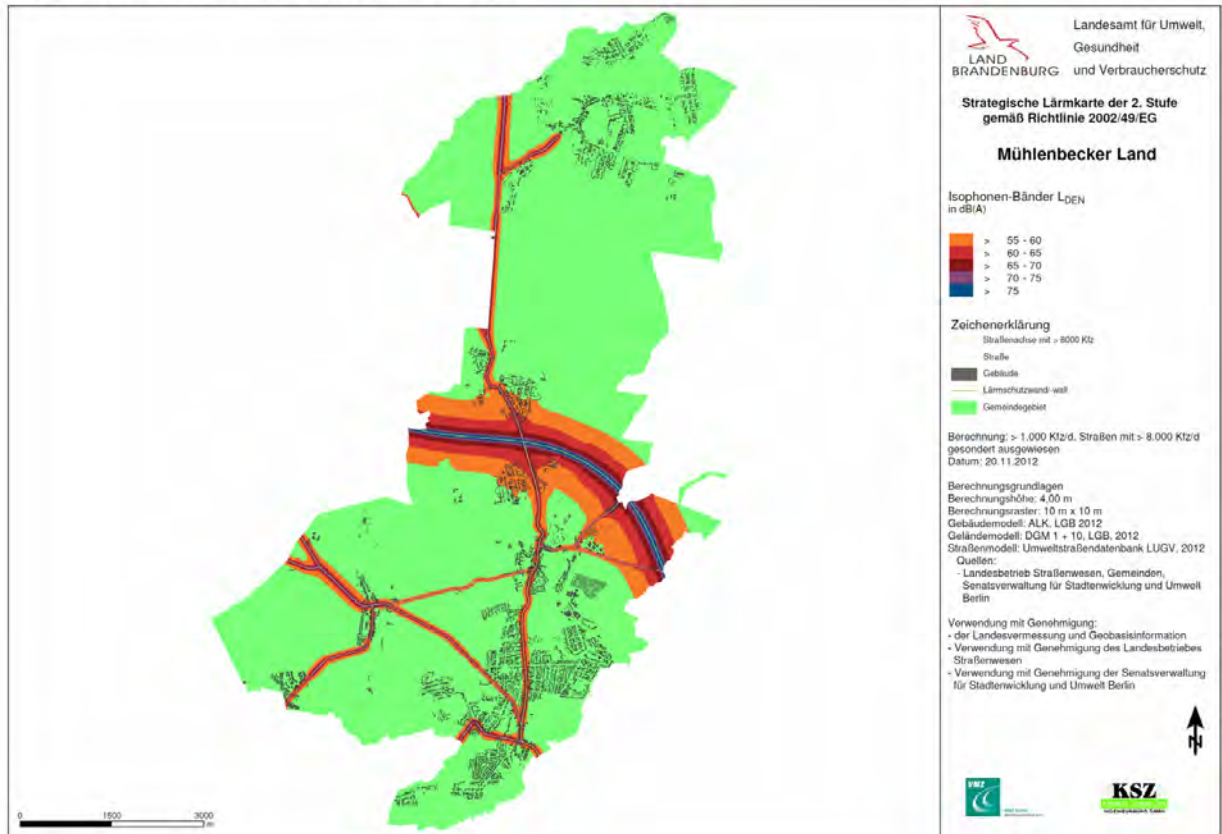 Landesamt für Umwelt,
Gesundheit
und Verbraucherschutz
LAND
BRANDENBURG
Strategische Lärmkarte der 2. Stufe
gemäß Richtlinie 2002/49/EG
Mühlenbecker Land
Isophonen-Bänder LDEN
in dB(A)
> 55 - 60
> 60 - 65
> 65 - 70
> 70 - 75
> 75
Zeichenerklärung
Straßenachse mit > 8000 Kfz
Straße
Gebäude
Lärmschutzwand/-wall
Gemeindegebiet
Berechnung: > 1.000 Kfz/d, Straßen mit > 8.000 Kfz/d
gesondert ausgewiesen
Datum: 20.11.2012
Berechnungsgrundlagen
Berechnungshöhe: 4,00 m
Berechnungsraster: 10 m x 10 m
Gebäudemodell: ALK, LGB 2012
Geländemodell: DGM 1 + 10, LGB, 2012
Straßenmodell: Umweltstraßendatenbank LUGV, 2012
Quellen:
- Landesbetrieb Straßenwesen, Gemeinden,
Senatsverwaltung für Stadtenwicklung und Umwelt
Berlin
Verwendung mit Genehmigung:
- der Landesvermessung und Geobasisinformation
- Verwendung mit Genehmigung des Landesbetriebes
Straßenwesen
- Verwendung mit Genehmigung der Senatsverwaltung
für Stadtenwicklung und Umwelt Berlin
N
VMZ
KSZ
0 1500 3000
m